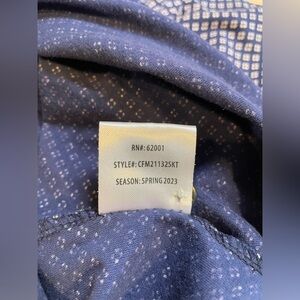 RN#: 62001
STYLE#: CFM211325KT
SEASON: SPRING 2023